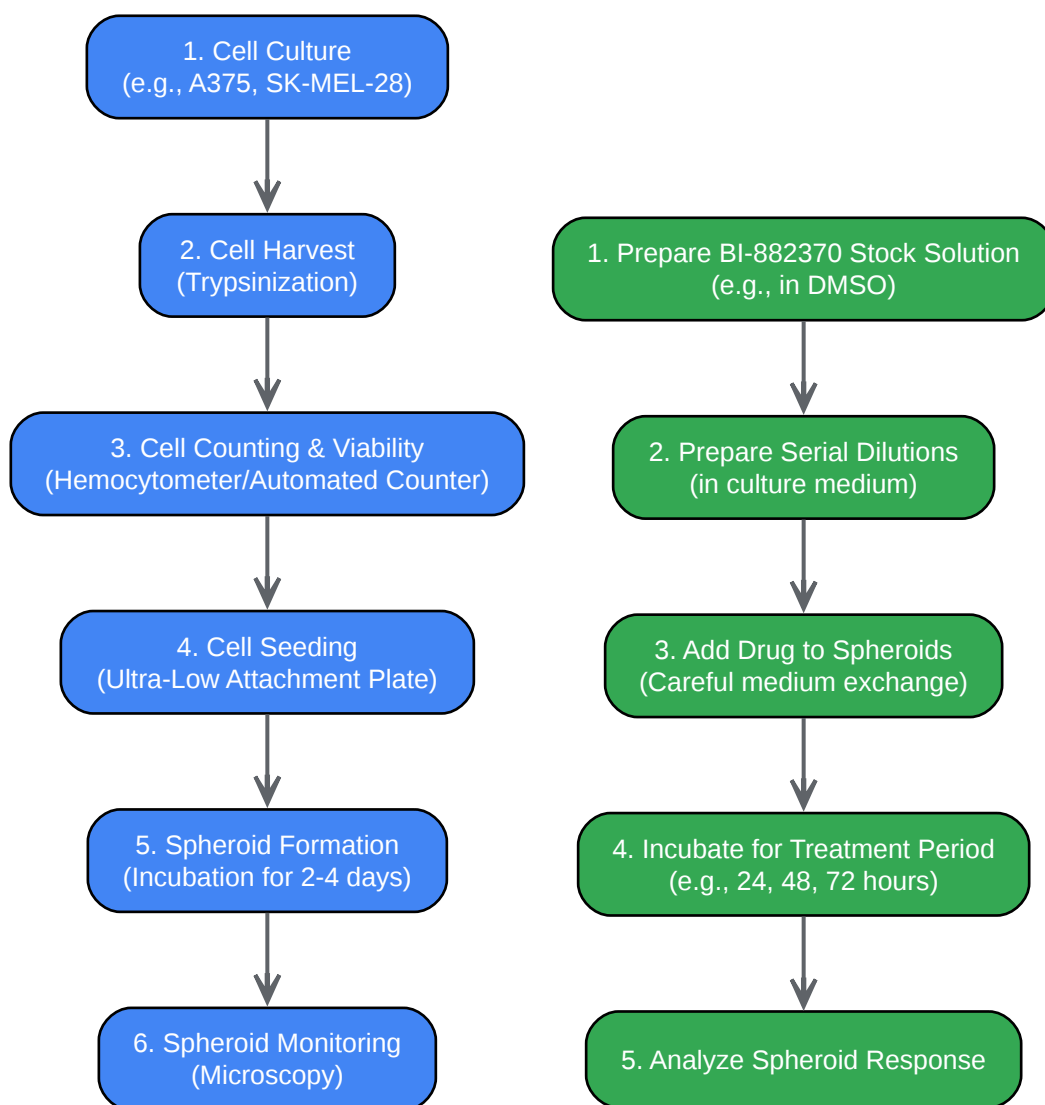 1. Cell Culture
(e.g., A375, SK-MEL-28)
2. Cell Harvest
(Trypsinization)
3. Cell Counting & Viability
(Hemocytometer/Automated Counter)
4. Cell Seeding
(Ultra-Low Attachment Plate)
5. Spheroid Formation
(Incubation for 2-4 days)
6. Spheroid Monitoring
(Microscopy)
1. Prepare BI-882370 Stock Solution
(e.g., in DMSO)
2. Prepare Serial Dilutions
(in culture medium)
3. Add Drug to Spheroids
(Careful medium exchange)
4. Incubate for Treatment Period
(e.g., 24, 48, 72 hours)
5. Analyze Spheroid Response